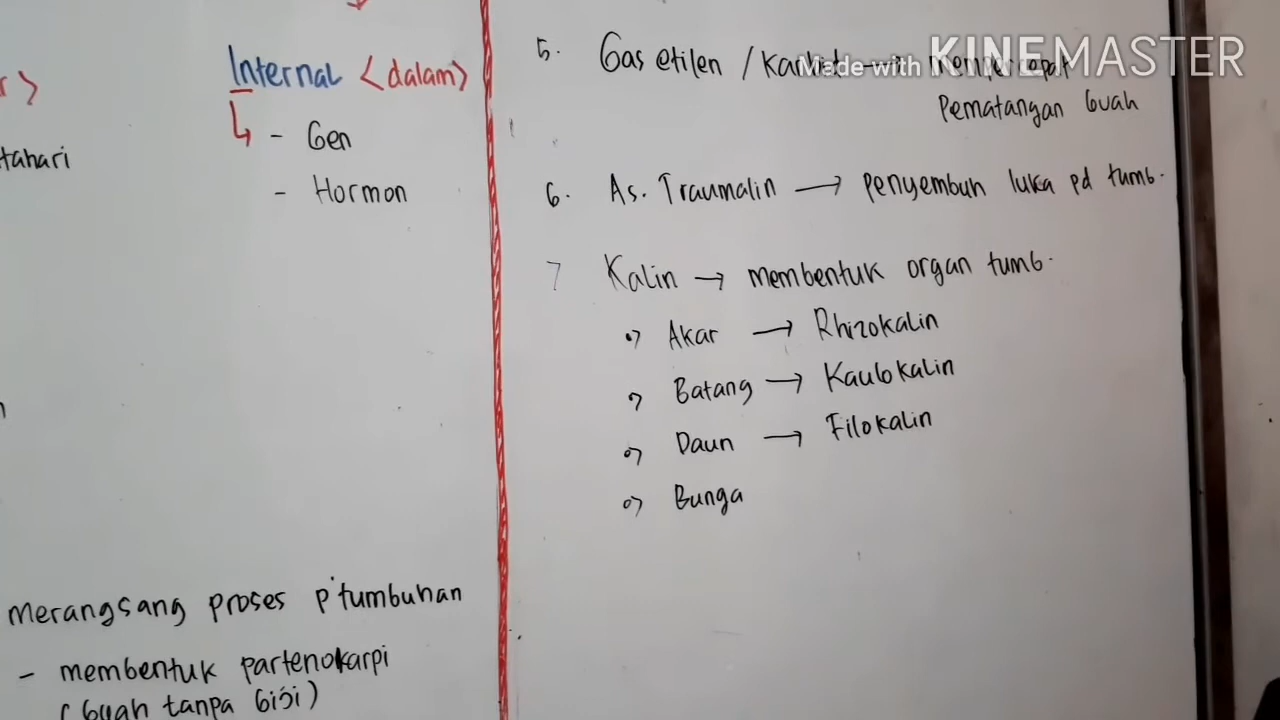 r>
tahari
Internal <dalam>
- Gen
- Hormon
merangsang proses p'tumbuhan
- membentuk partenokarpi
(buah tanpa biji)
5. Gas etilen / Karbit → mempercepat
Pematangan buah
6. As. Traumalin → penyembuh luka pd tumb.
7 Kalin → membentuk organ tumb.
Akar → Rhizokalin
Batang → Kaulokalin
Daun → Filokalin
Bunga
Made with KINEMASTER